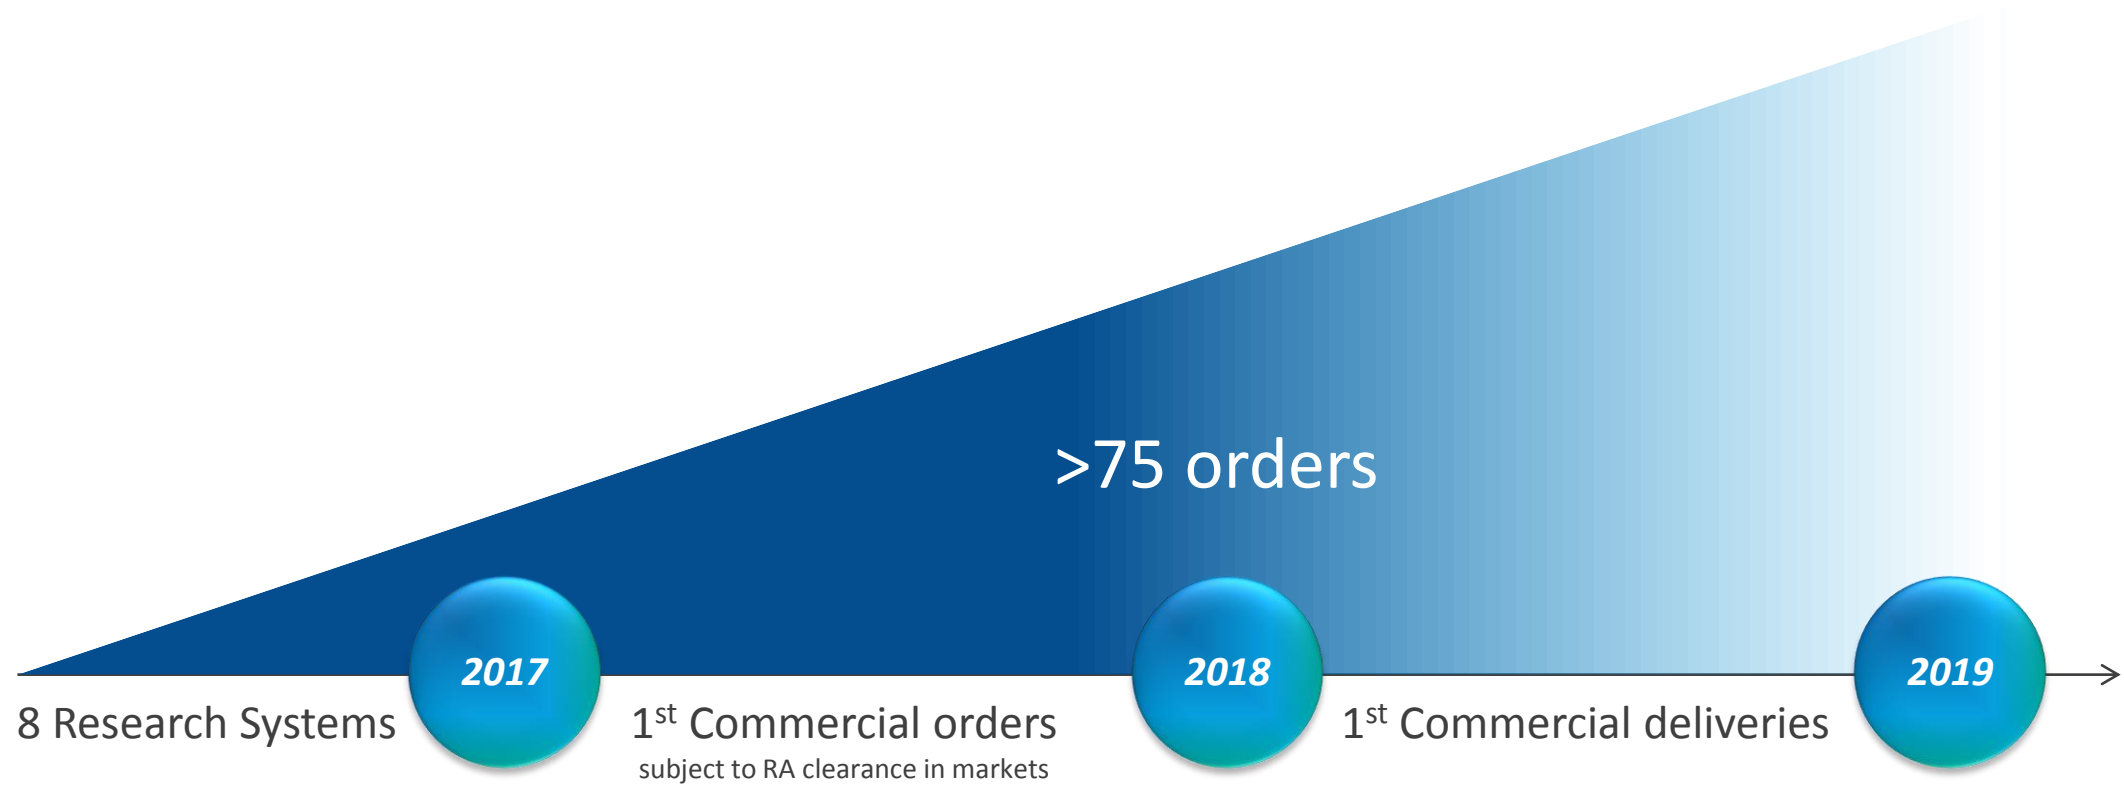 >75 orders
2017
2018
2019
8 Research Systems
1st Commercial orders
subject to RA clearance in markets
1st Commercial deliveries